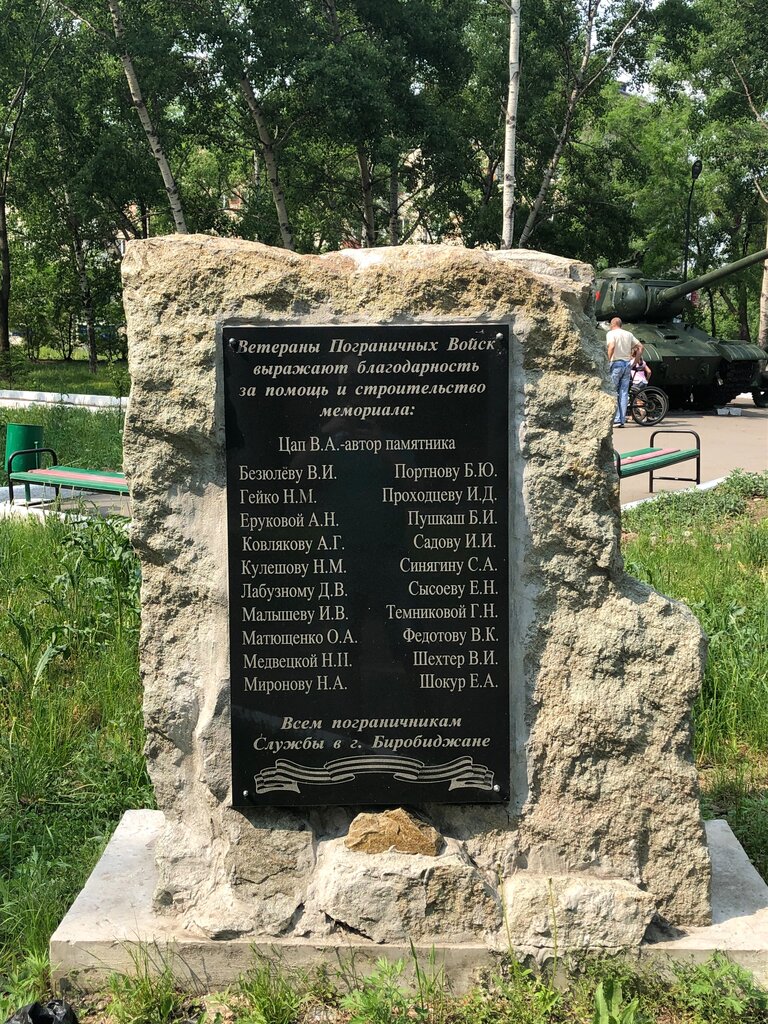 Ветераны Пограничных Войск
выражают благодарность
за помощь и строительство
мемориала:
Цап В.А.-автор памятника
Безюлёву В.И. Портнову Б.Ю.
Гейко Н.М. Проходцеву И.Д.
Еруковой А.Н. Пушкаш Б.И.
Ковлякову А.Г. Садову И.И.
Кулешову Н.М. Синягину С.А.
Лабузному Д.В. Сысоеву Е.Н.
Малышеву И.В. Темниковой Г.Н.
Матющенко О.А. Федотову В.К.
Медвецкой Н.П. Шехтер В.И.
Миронову Н.А. Шокур Е.А.
Всем пограничникам
Службы в г. Биробиджане